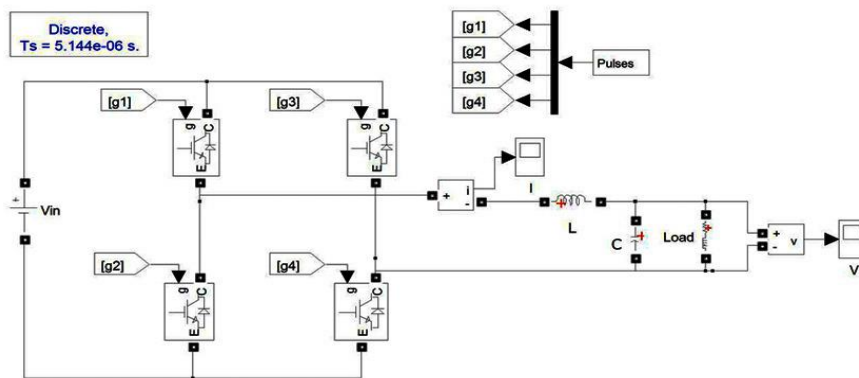 Discrete,
Ts = 5.144e-06 s.
[g1]
[g2]
[g3]
[g4]
Pulses
[g1]
[g3]
g
C
E
g
C
E
+
Vin
+
i
-
I
L
C
Load
+
-
v
V
[g2]
[g4]
g
C
E
g
C
E